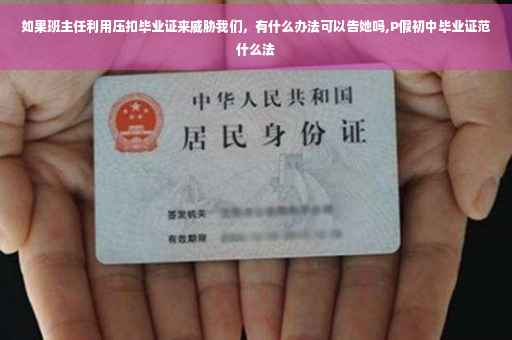 如果班主任利用压扣毕业证来威胁我们，有什么办法可以告她吗,P假初中毕业证范
什么法
中华人民共和国
居民身份证
签发机关
有效期限